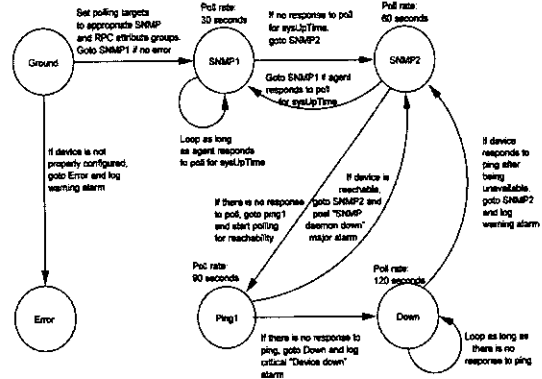 Set polling targets
to appropriate SNMP
and RPC attribute groups.
Goto SNMP1 if no error
Poll rate:
30 seconds
If no response to poll
for sysUpTime,
goto SNMP2
Poll rate:
60 seconds
Ground
SNMP1
SNMP2
Goto SNMP1 if agent
responds to poll
for sysUpTime
Loop as long
as agent responds
to poll for sysUpTime
If device is not
properly configured,
goto Error and log
warning alarm
If device
responds to
ping after
being
unavailable,
goto SNMP2
and log
warning alarm
If there is no response
to poll, goto ping1
and start polling
for reachability
If device is
reachable,
goto SNMP2 and
post "SNMP
daemon down"
major alarm
Poll rate:
90 seconds
Poll rate:
120 seconds
Error
Ping1
Down
If there is no response to
ping, goto Down and log
critical "Device down"
alarm
Loop as long as
there is no
response to ping